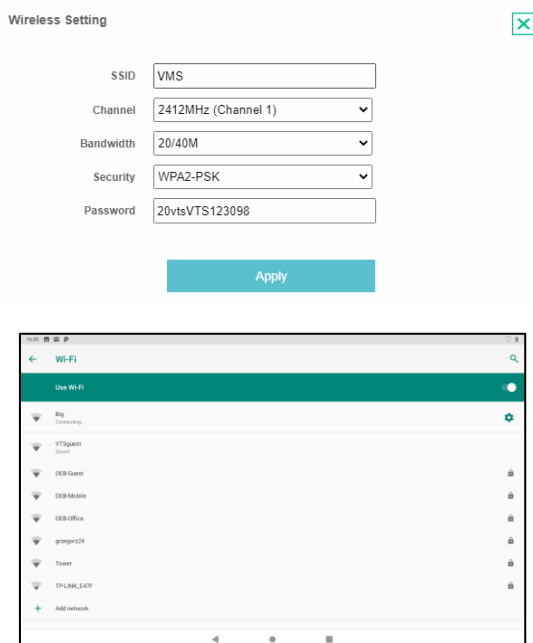 Wireless Setting
SSID VMS
Channel 2412MHz (Channel 1)
Bandwidth 20/40M
Security WPA2-PSK
Password 20vtsVTS123098
Apply
Wi-Fi
Use Wi-Fi
Big
Connecting...
VTSguest
Saved
DEB-Guest
DEB-Mobile
DEB-Office
grzegorz24
Tower
TP-LINK_E47F
+ Add network